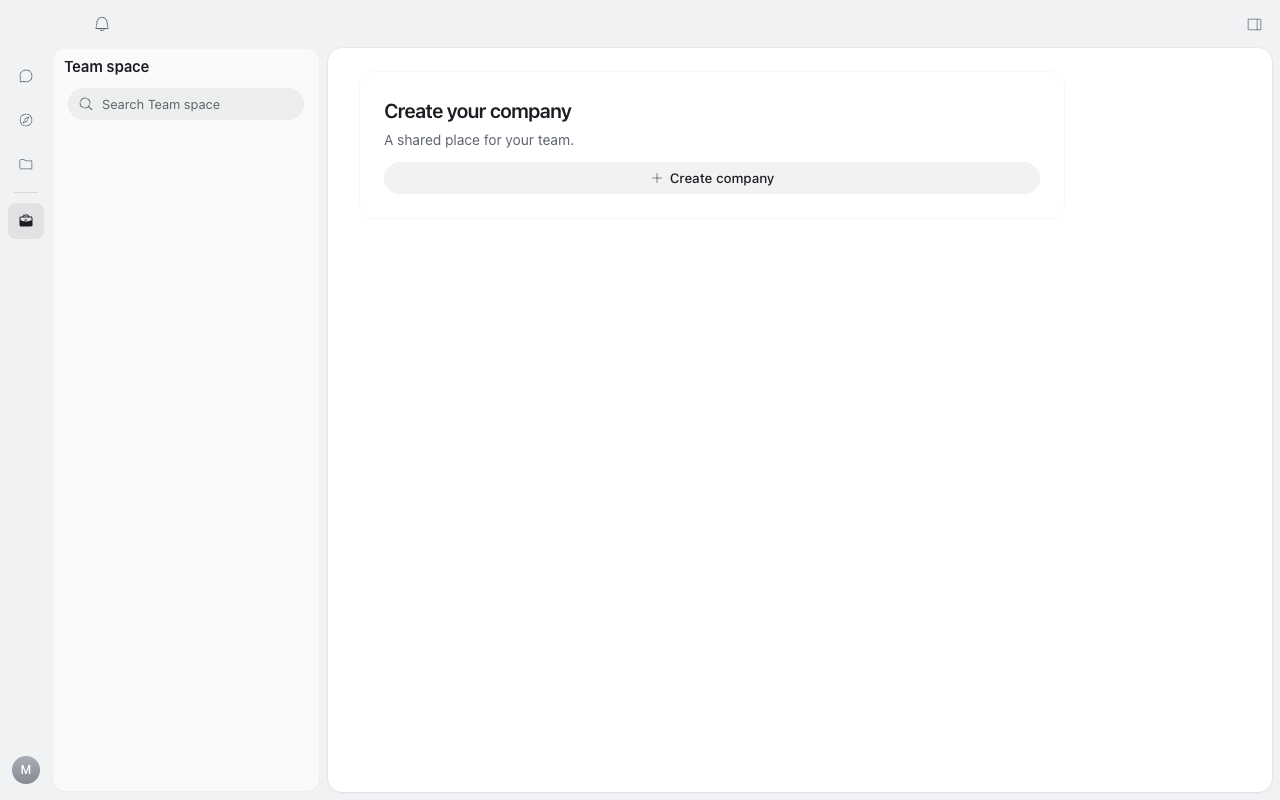 Team space
Search Team space
Create your company
A shared place for your team.
Create company
M